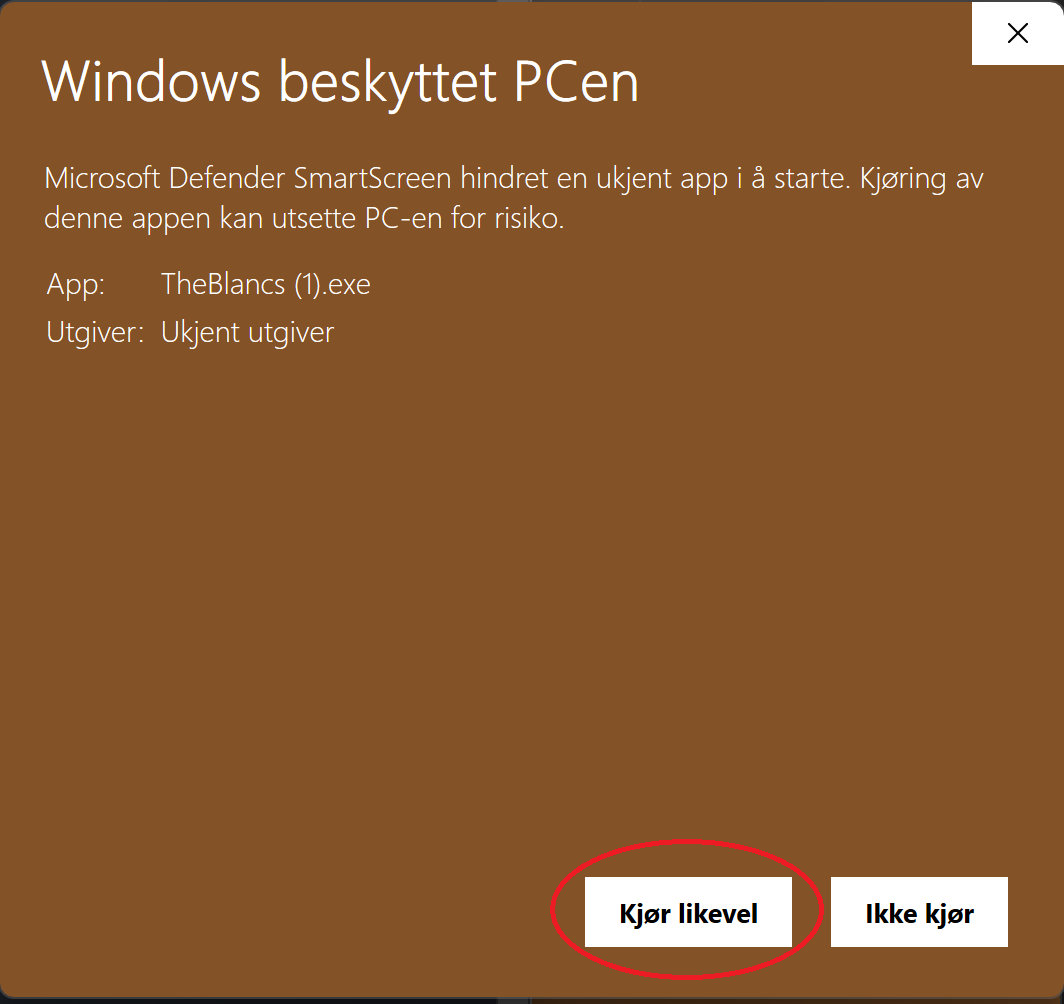 Windows beskyttet PCen
Microsoft Defender SmartScreen hindret en ukjent app i å starte. Kjøring av
denne appen kan utsette PC-en for risiko.
App: TheBlancs (1).exe
Utgiver: Ukjent utgiver
Kjør likevel Ikke kjør